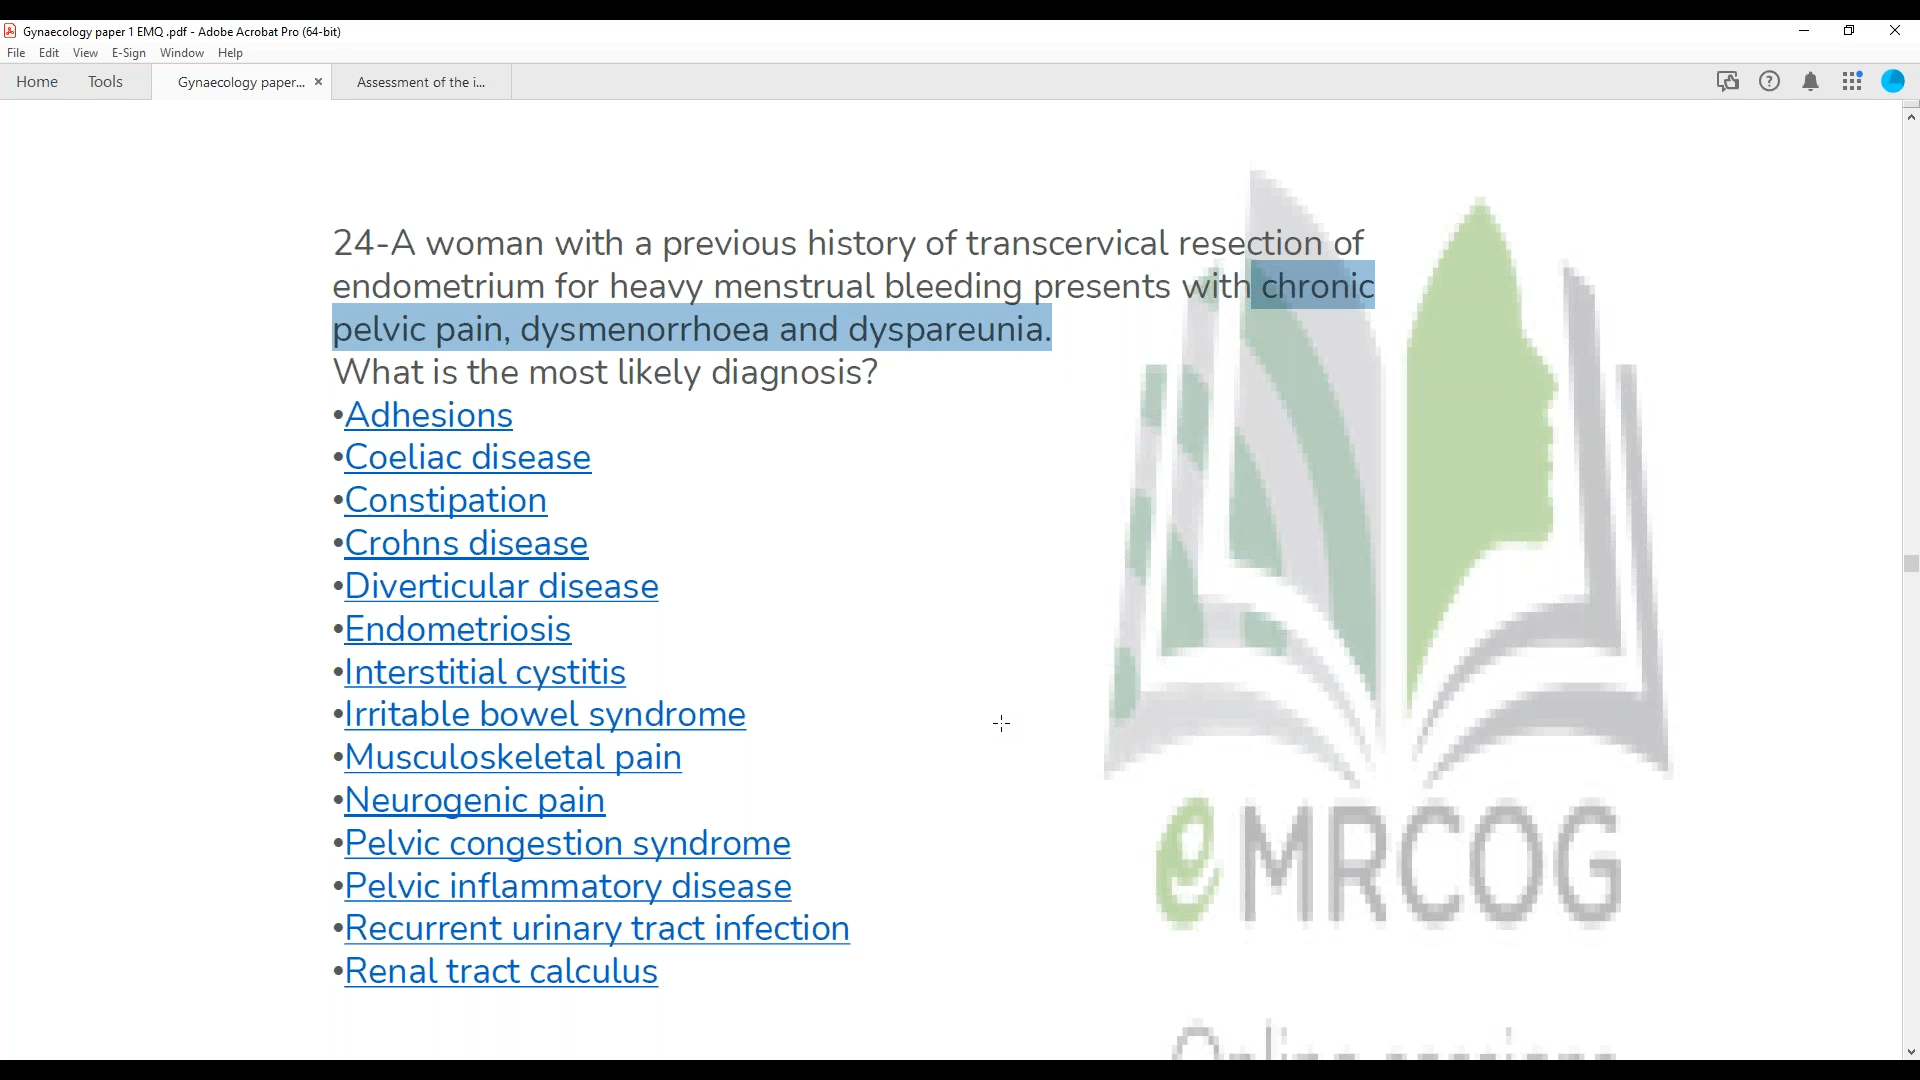 Gynaecology paper 1 EMQ .pdf - Adobe Acrobat Pro (64-bit)
File Edit View E-Sign Window Help
Home Tools Gynaecology paper... × Assessment of the i...
24-A woman with a previous history of transcervical resection of
endometrium for heavy menstrual bleeding presents with chronic
pelvic pain, dysmenorrhoea and dyspareunia.
What is the most likely diagnosis?
•Adhesions
•Coeliac disease
•Constipation
•Crohns disease
•Diverticular disease
•Endometriosis
•Interstitial cystitis
•Irritable bowel syndrome
•Musculoskeletal pain
•Neurogenic pain
•Pelvic congestion syndrome
•Pelvic inflammatory disease
•Recurrent urinary tract infection
•Renal tract calculus
eMRCOG